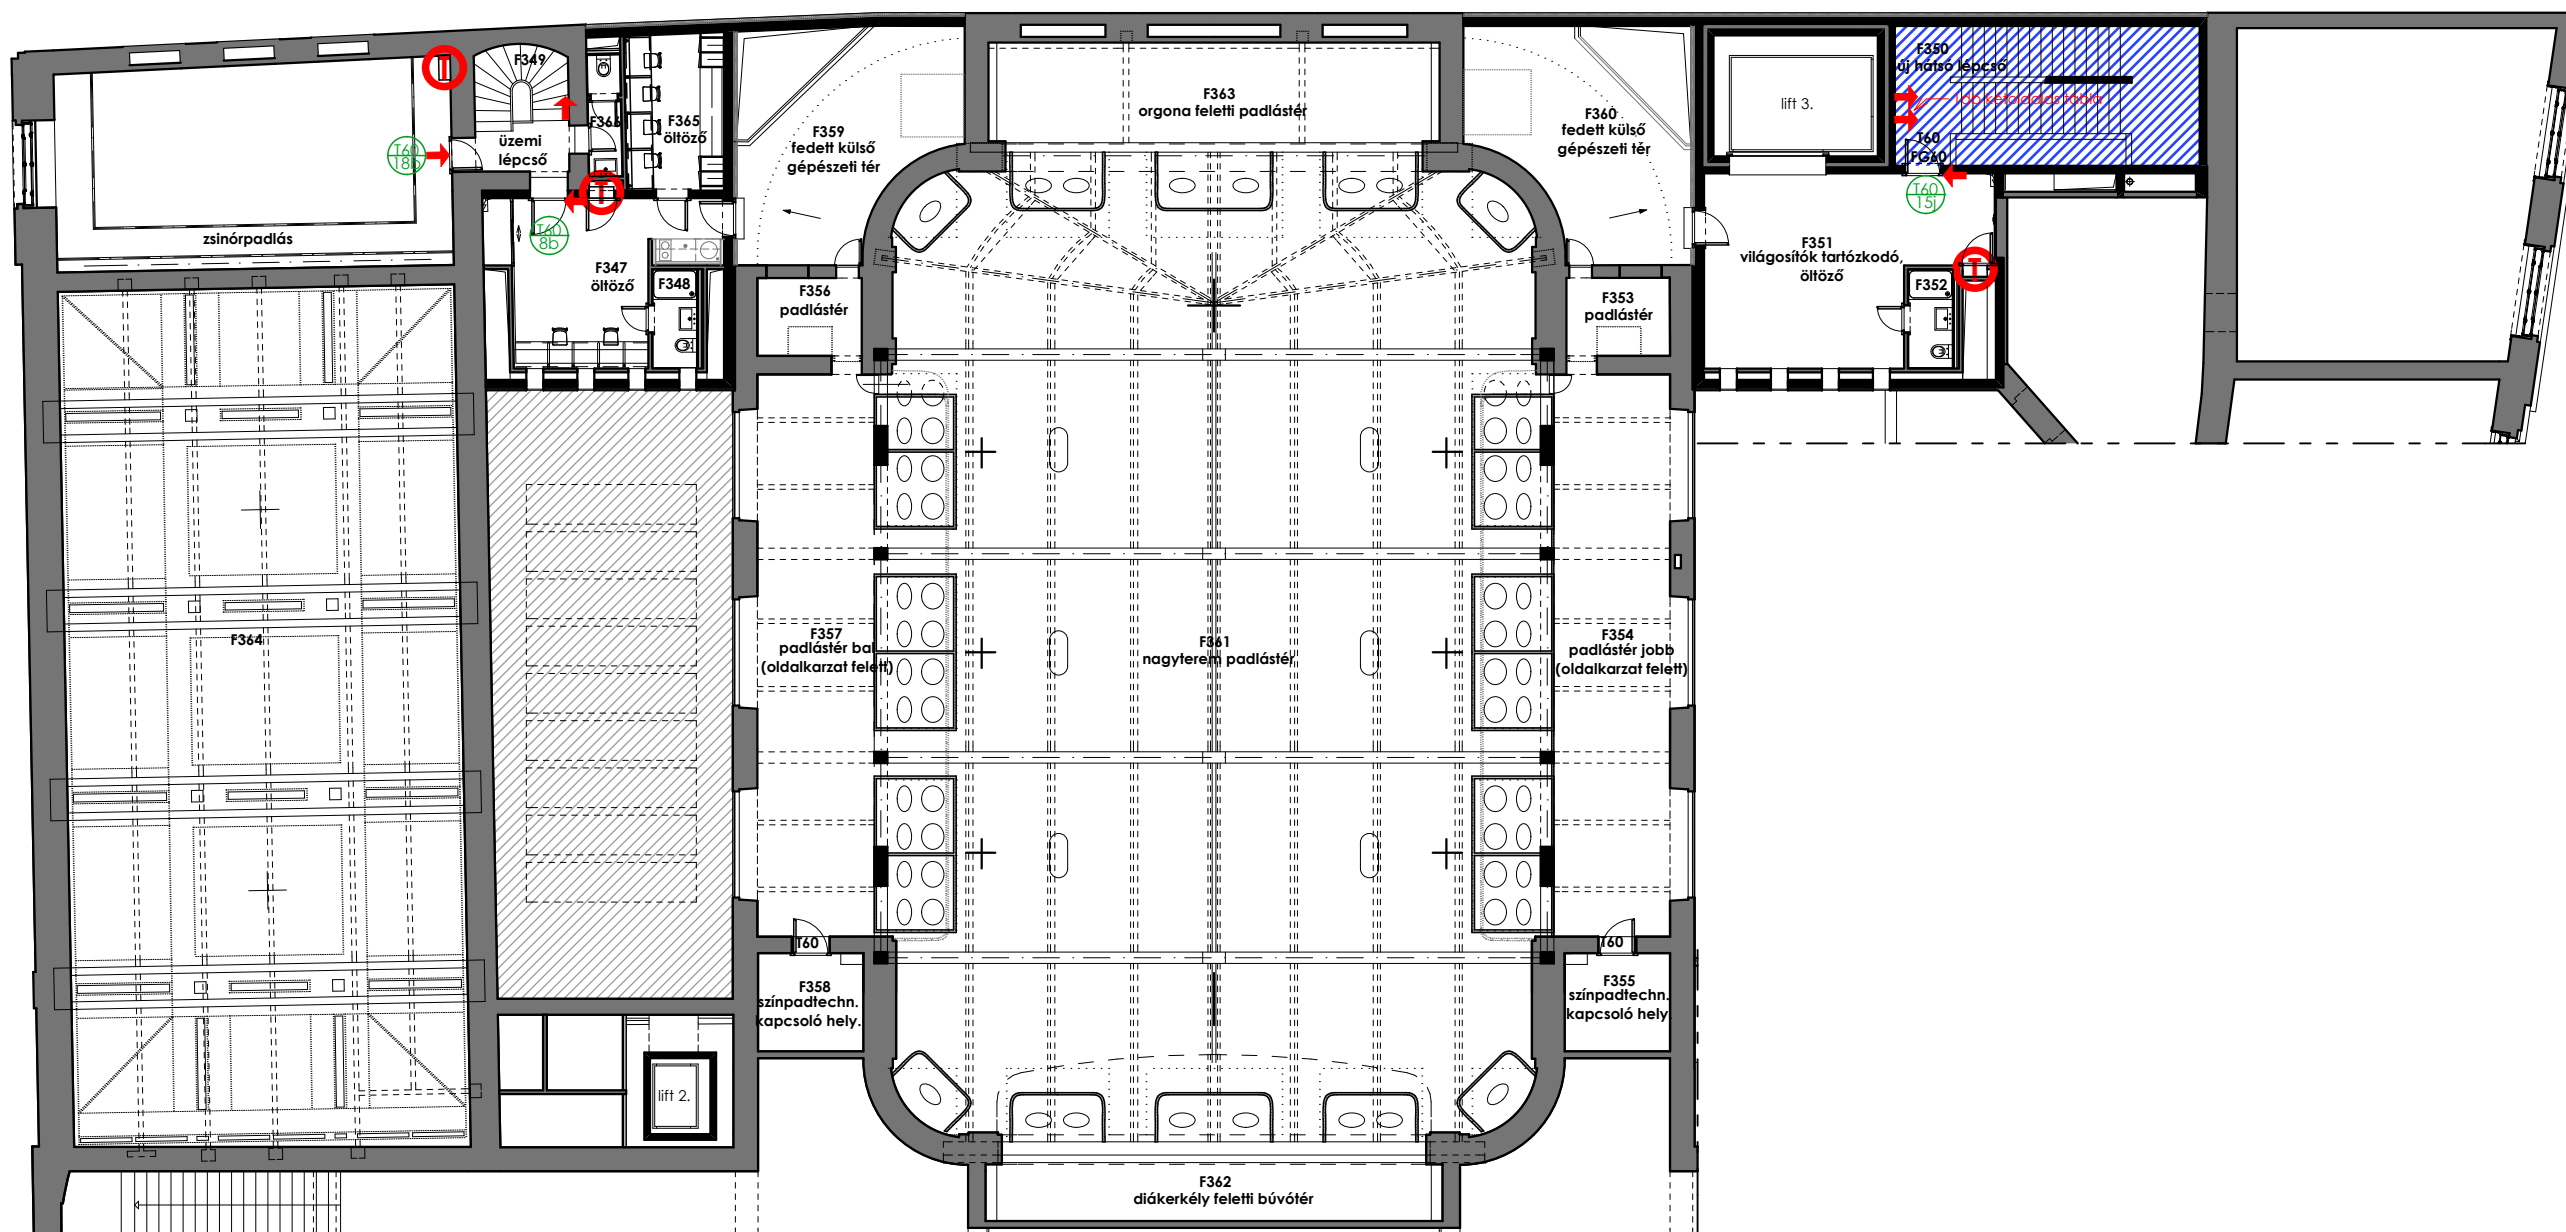 F349
üzemi
lépcső
T60
18b
T
F366
F365
öltöző
T
T60
8b
zsinórpadlás
F347
öltöző
F348
F359
fedett külső
gépészeti tér
F363
orgona feletti padlástér
F360
fedett külső
gépészeti tér
lift 3.
F350
új hátsó lépcső
1db kétoldalas tábla
T60
FG60
T60
15j
F351
világosítók tartózkodó,
öltöző
F352
T
F356
padlástér
F353
padlástér
F364
F357
padlástér bal
(oldalkarzat felett)
F361
nagyterem padlástér
F354
padlástér jobb
(oldalkarzat felett)
T60
T60
F358
színpadtechn.
kapcsoló hely.
F355
színpadtechn.
kapcsoló hely
lift 2.
F362
diákerkély feletti búvótér